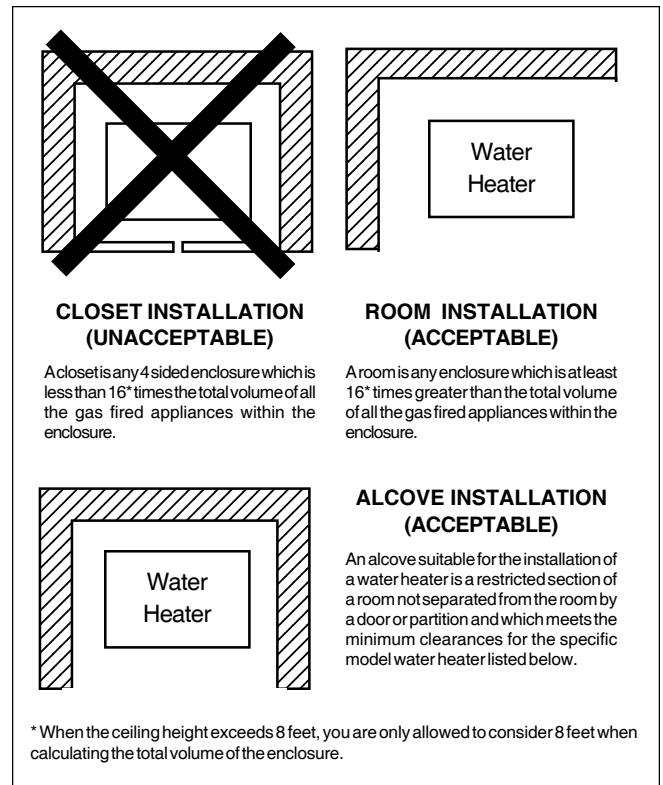 Water
Heater
CLOSET INSTALLATION
(UNACCEPTABLE)
A closet is any 4 sided enclosure which is
less than 16* times the total volume of all
the gas fired appliances within the
enclosure.
ROOM INSTALLATION
(ACCEPTABLE)
A room is any enclosure which is at least
16* times greater than the total volume
of all the gas fired appliances within the
enclosure.
Water
Heater
ALCOVE INSTALLATION
(ACCEPTABLE)
An alcove suitable for the installation of
a water heater is a restricted section of
a room not separated from the room by
a door or partition and which meets the
minimum clearances for the specific
model water heater listed below.
* When the ceiling height exceeds 8 feet, you are only allowed to consider 8 feet when
calculating the total volume of the enclosure.